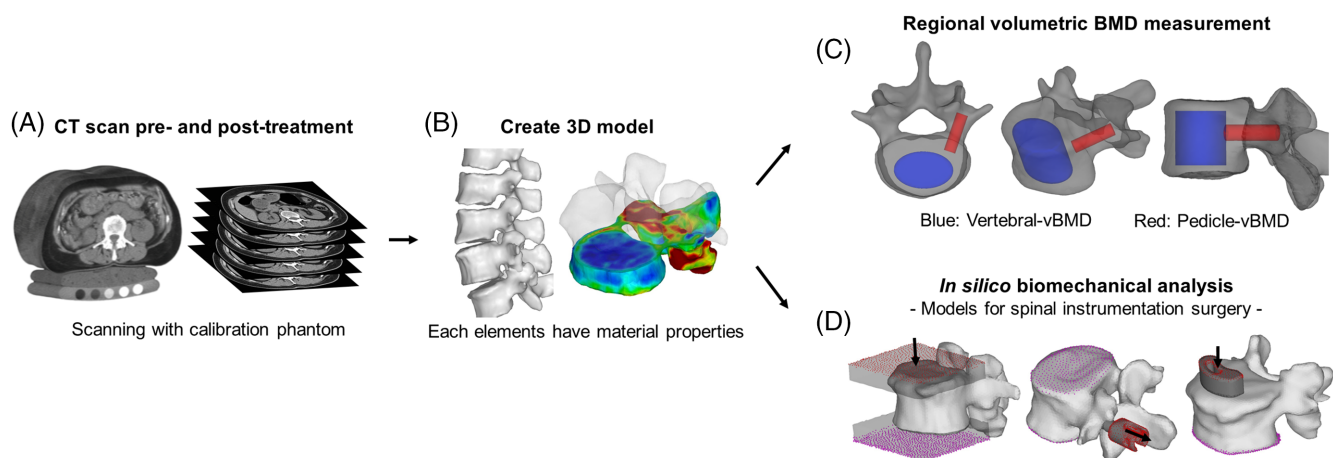 (A) CT scan pre- and post-treatment
Scanning with calibration phantom
(B) Create 3D model
Each elements have material properties
Regional volumetric BMD measurement
(C)
Blue: Vertebral-vBMD Red: Pedicle-vBMD
In silico biomechanical analysis
- Models for spinal instrumentation surgery -
(D)